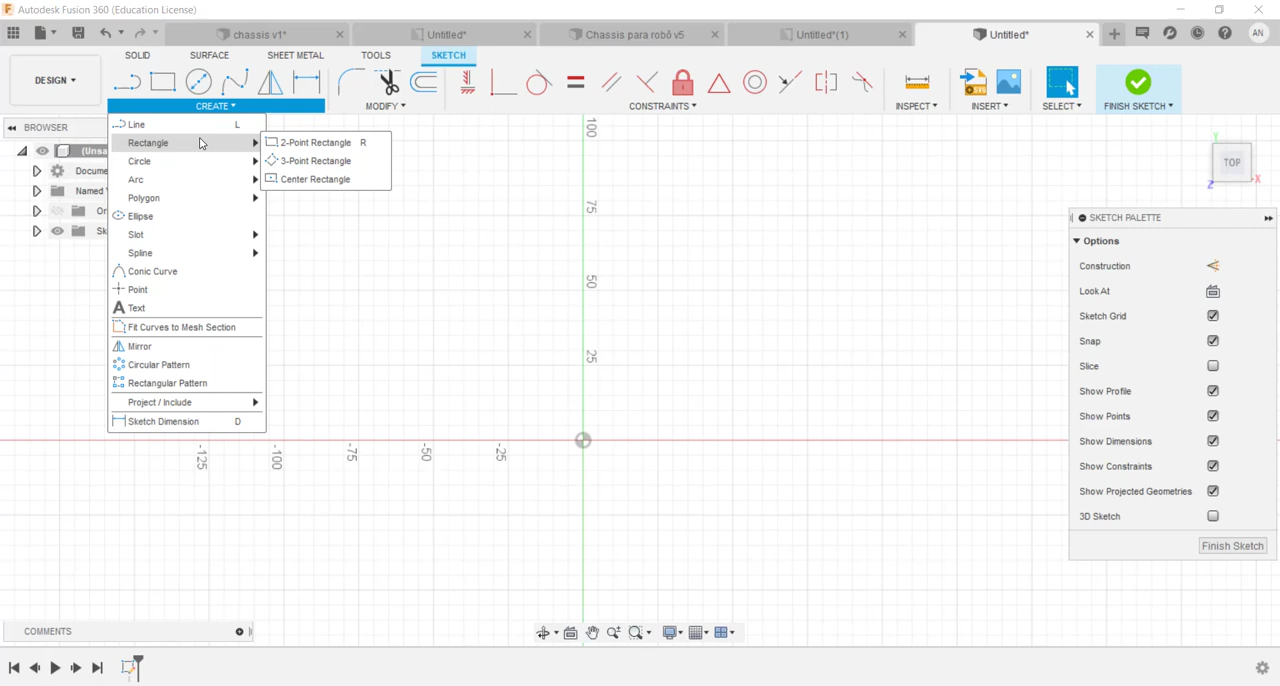 Autodesk Fusion 360 (Education License)
chassis v1*
Untitled*
Chassis para robô v5
Untitled*(1)
Untitled*
AN
DESIGN
SOLID
SURFACE
SHEET METAL
TOOLS
SKETCH
CREATE
MODIFY
CONSTRAINTS
INSPECT
INSERT
SELECT
FINISH SKETCH
BROWSER
(Unsa
Docume
Named
Or
Sk
Line L
Rectangle
Circle
Arc
Polygon
Ellipse
Slot
Spline
Conic Curve
Point
Text
Fit Curves to Mesh Section
Mirror
Circular Pattern
Rectangular Pattern
Project / Include
Sketch Dimension D
2-Point Rectangle R
3-Point Rectangle
Center Rectangle
100
75
50
25
-125
-100
-75
-50
-25
TOP
Y
X
Z
SKETCH PALETTE
Options
Construction
Look At
Sketch Grid
Snap
Slice
Show Profile
Show Points
Show Dimensions
Show Constraints
Show Projected Geometries
3D Sketch
Finish Sketch
COMMENTS